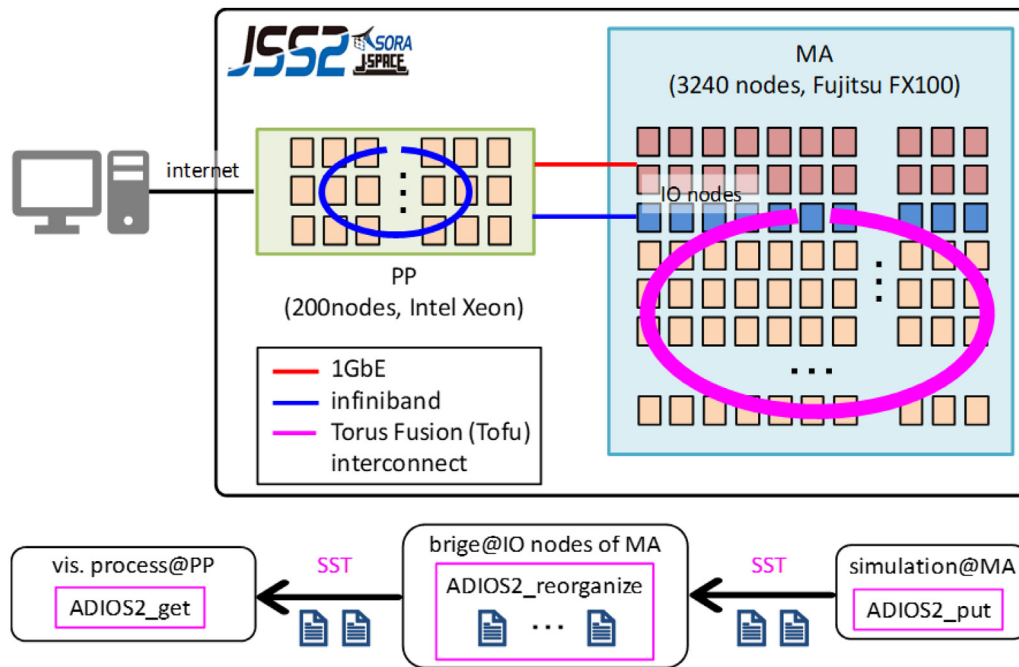 JSS2 SORA
J-SPACE
MA
(3240 nodes, Fujitsu FX100)
internet
IO nodes
PP
(200nodes, Intel Xeon)
1GbE
infiniband
Torus Fusion (Tofu)
interconnect
vis. process@PP
ADIOS2_get
SST
brige@IO nodes of MA
ADIOS2_reorganize
SST
simulation@MA
ADIOS2_put